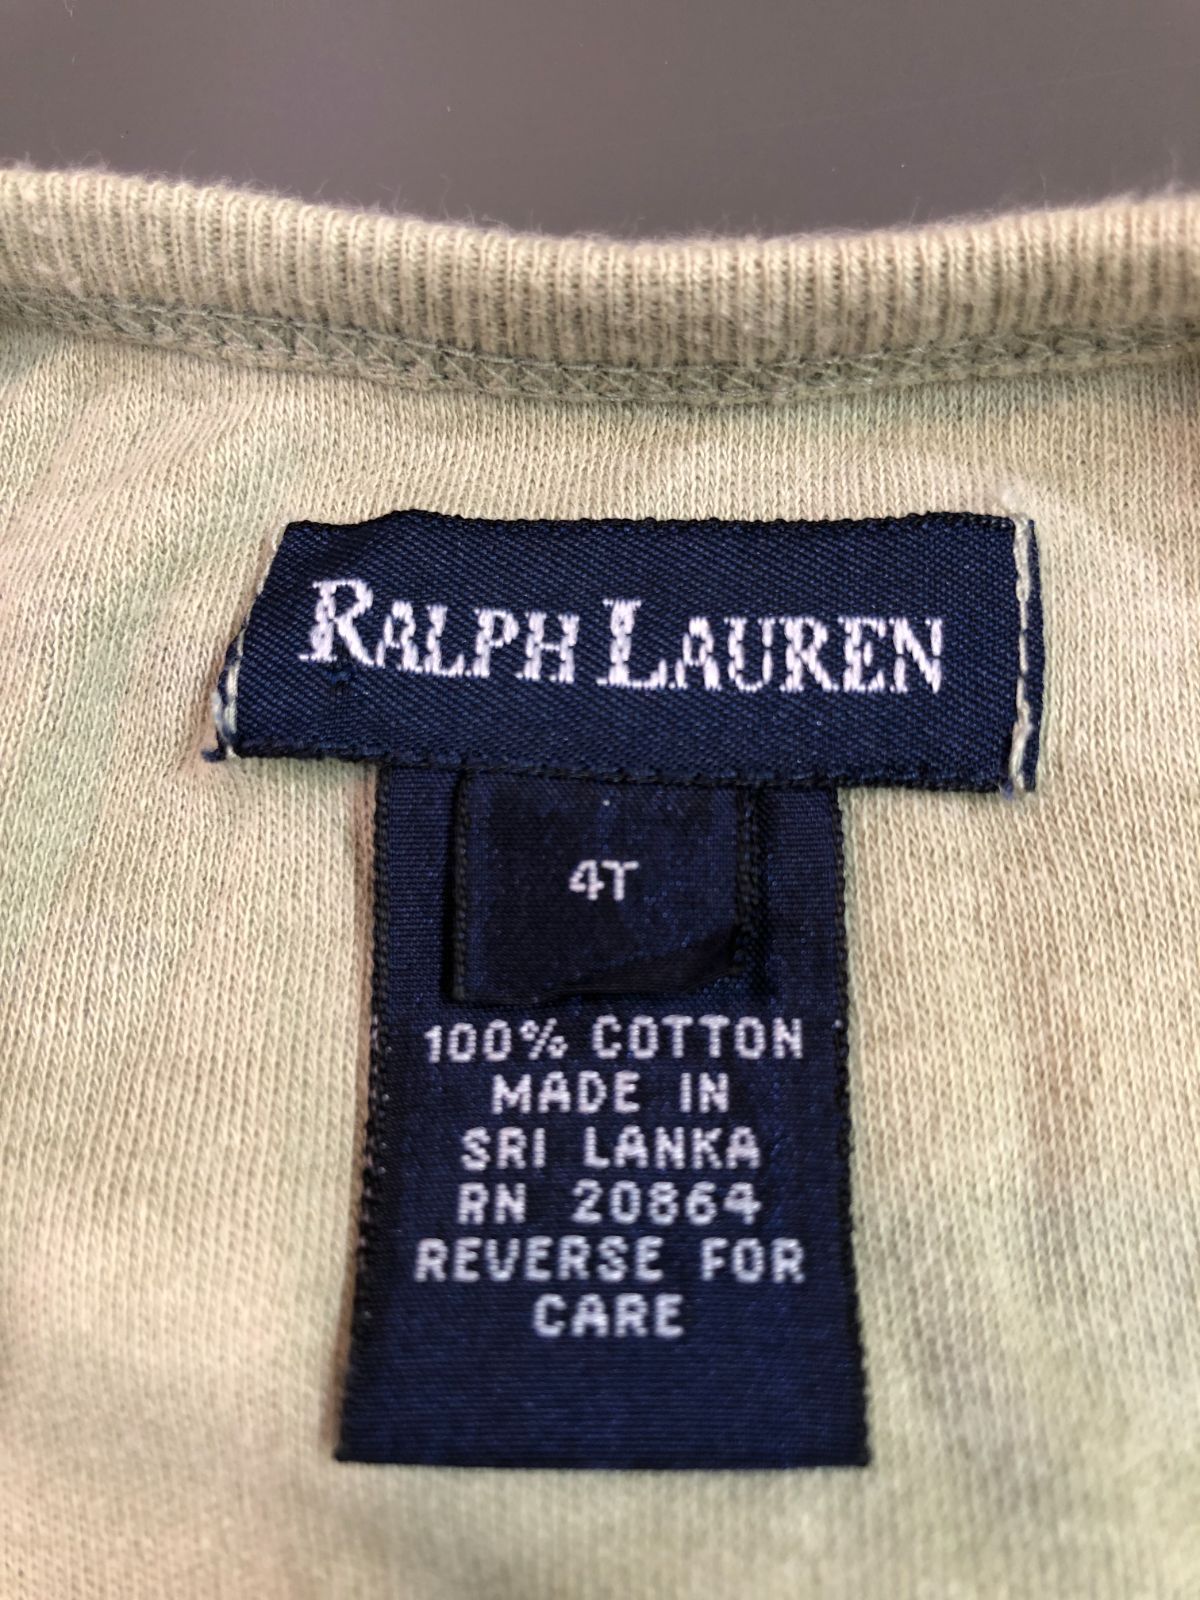 RALPH LAUREN
4T
100% COTTON
MADE IN
SRI LANKA
RN 20864
REVERSE FOR
CARE